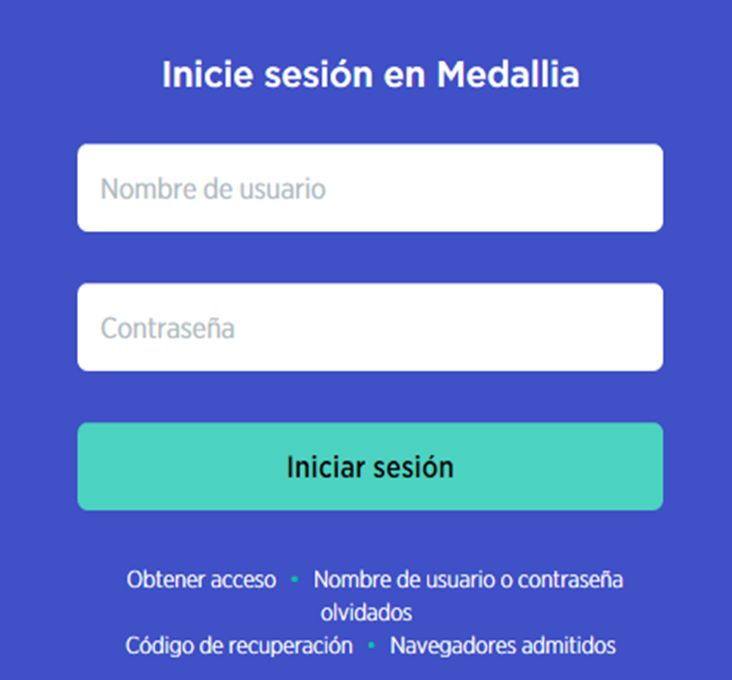 Inicie sesión en Medallia
Nombre de usuario
Contraseña
Iniciar sesión
Obtener acceso • Nombre de usuario o contraseña
olvidados
Código de recuperación • Navegadores admitidos